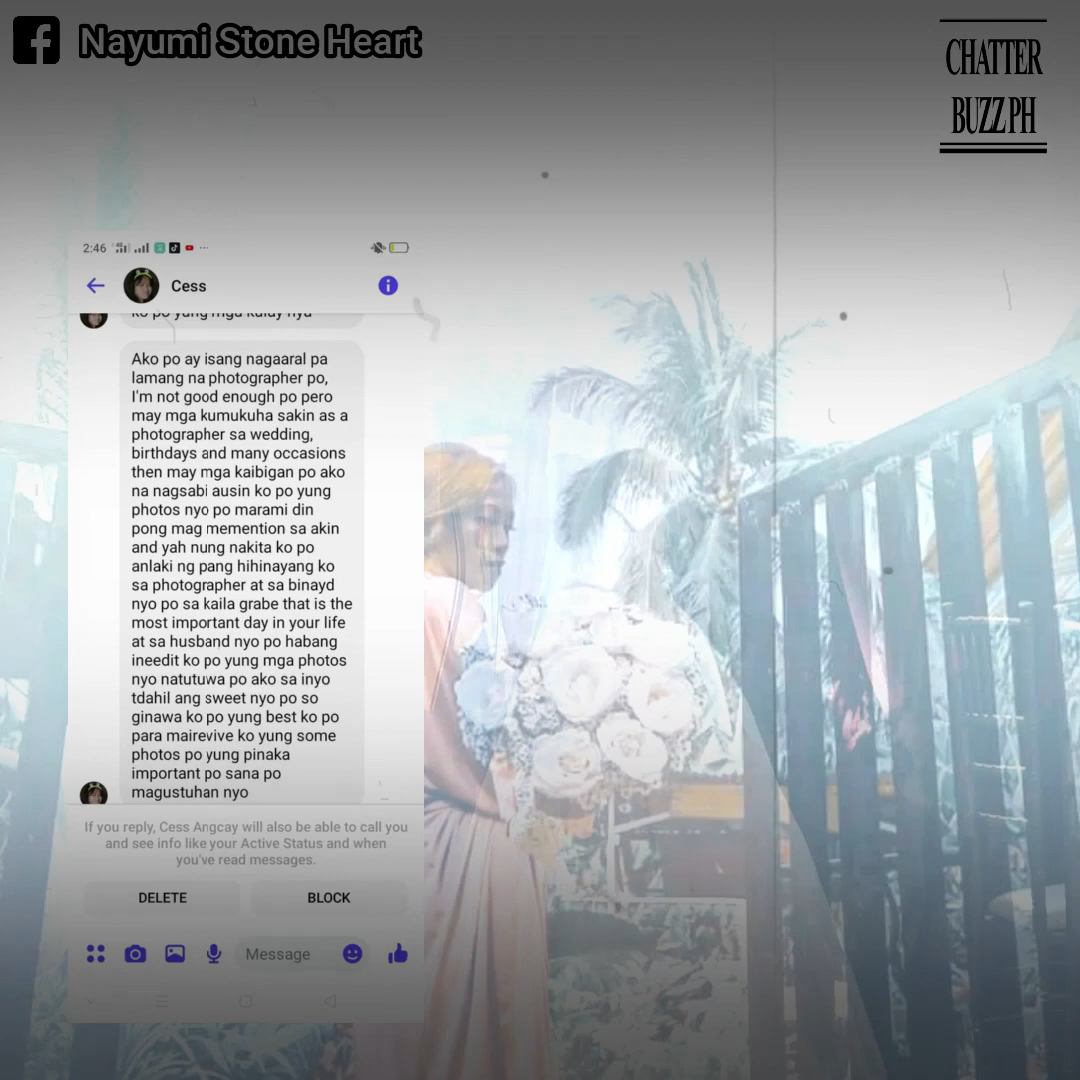 Nayumi Stone Heart
CHATTER
BUZZ PH
2:46
Cess
ko po yung mga kulay nya
Ako po ay isang nagaaral pa
lamang na photographer po,
I'm not good enough po pero
may mga kumukuha sakin as a
photographer sa wedding,
birthdays and many occasions
then may mga kaibigan po ako
na nagsabi ausin ko po yung
photos nyo po marami din
pong mag memention sa akin
and yah nung nakita ko po
anlaki ng pang hihinayang ko
sa photographer at sa binayd
nyo po sa kaila grabe that is the
most important day in your life
at sa husband nyo po habang
ineedit ko po yung mga photos
nyo natutuwa po ako sa inyo
tdahil ang sweet nyo po so
ginawa ko po yung best ko po
para mairevive ko yung some
photos po yung pinaka
important po sana po
magustuhan nyo
If you reply, Cess Angcay will also be able to call you
and see info like your Active Status and when
you've read messages.
DELETE
BLOCK
Message